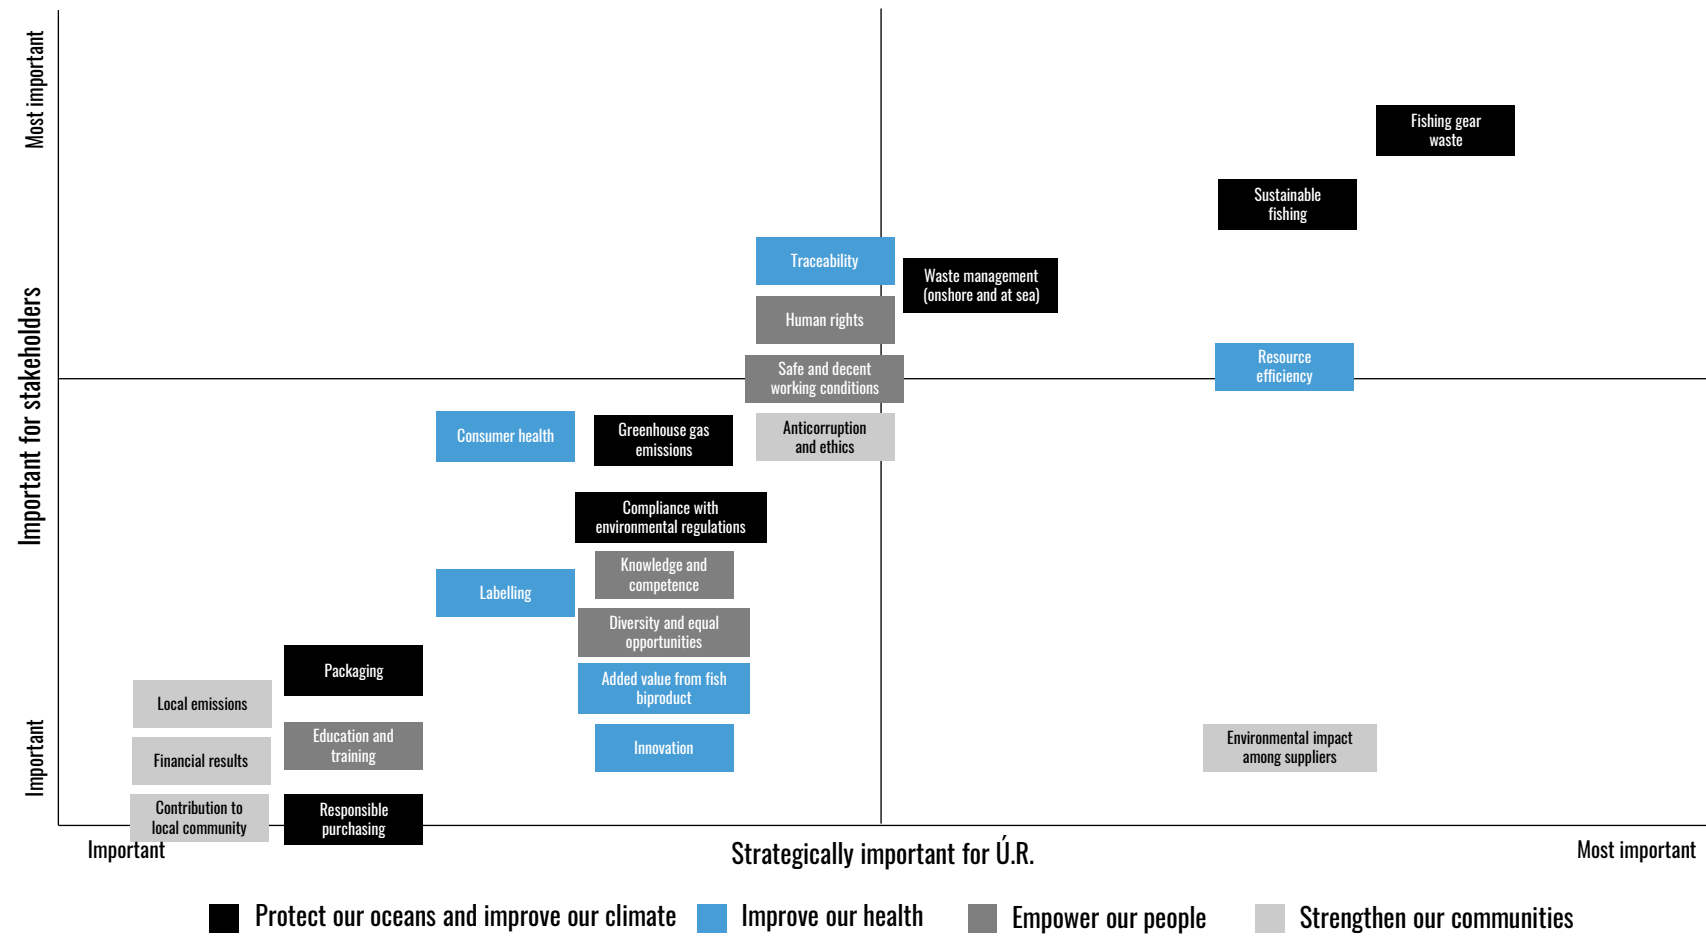 Most important
Important for stakeholders
Important
Fishing gear
waste
Sustainable
fishing
Traceability
Waste management
(onshore and at sea)
Human rights
Safe and decent
working conditions
Resource
efficiency
Consumer health
Greenhouse gas
emissions
Anticorruption
and ethics
Compliance with
environmental regulations
Knowledge and
competence
Labelling
Diversity and equal
opportunities
Packaging
Added value from fish
biproduct
Local emissions
Education and
training
Innovation
Environmental impact
among suppliers
Financial results
Contribution to
local community
Responsible
purchasing
Important
Strategically important for Ú.R.
Most important
Protect our oceans and improve our climate
Improve our health
Empower our people
Strengthen our communities